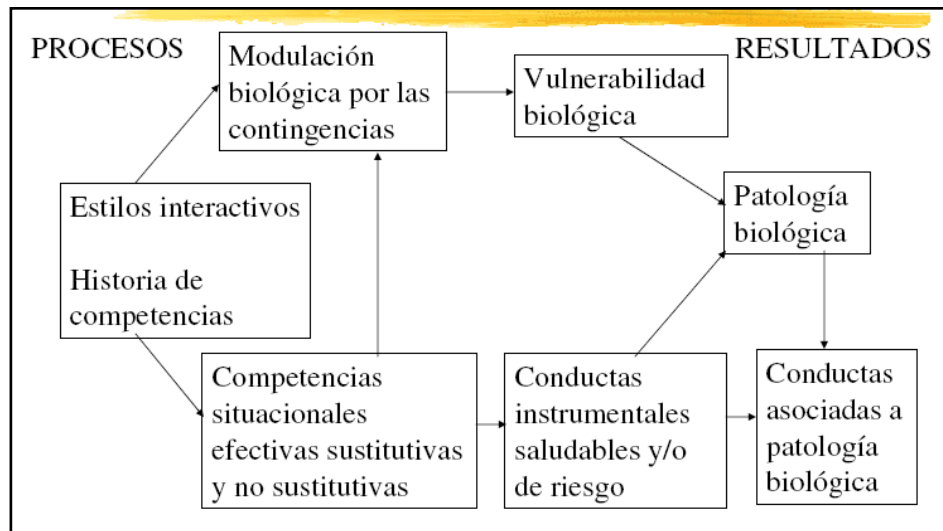 PROCESOS
Modulación
biológica por las
contingencias
RESULTADOS
Vulnerabilidad
biológica
Estilos interactivos
Historia de
competencias
Patología
biológica
Competencias
situacionales
efectivas sustitutivas
y no sustitutivas
Conductas
instrumentales
saludables y/o
de riesgo
Conductas
asociadas a
patología
biológica